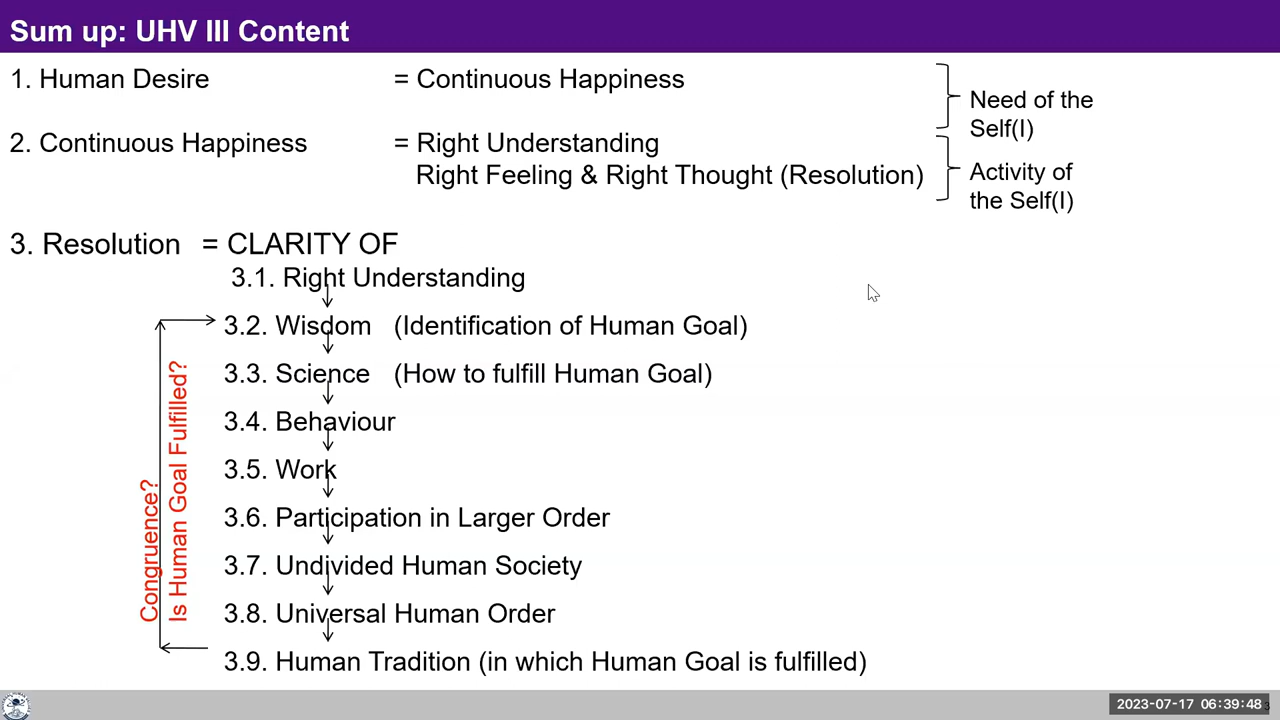 Sum up: UHV III Content
1. Human Desire = Continuous Happiness
Need of the
Self(I)
2. Continuous Happiness = Right Understanding
Right Feeling & Right Thought (Resolution)
Activity of
the Self(I)
3. Resolution = CLARITY OF
3.1. Right Understanding
3.2. Wisdom (Identification of Human Goal)
3.3. Science (How to fulfill Human Goal)
3.4. Behaviour
3.5. Work
3.6. Participation in Larger Order
3.7. Undivided Human Society
3.8. Universal Human Order
3.9. Human Tradition (in which Human Goal is fulfilled)
Congruence?
Is Human Goal Fulfilled?
2023-07-17 06:39:48
3